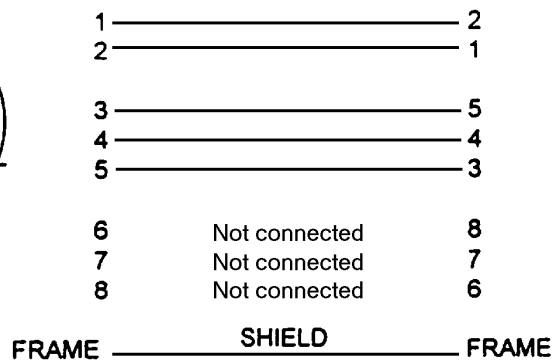 1 2
2 1
3 5
4 4
5 3
6 Not connected 8
7 Not connected 7
8 Not connected 6
FRAME SHIELD FRAME